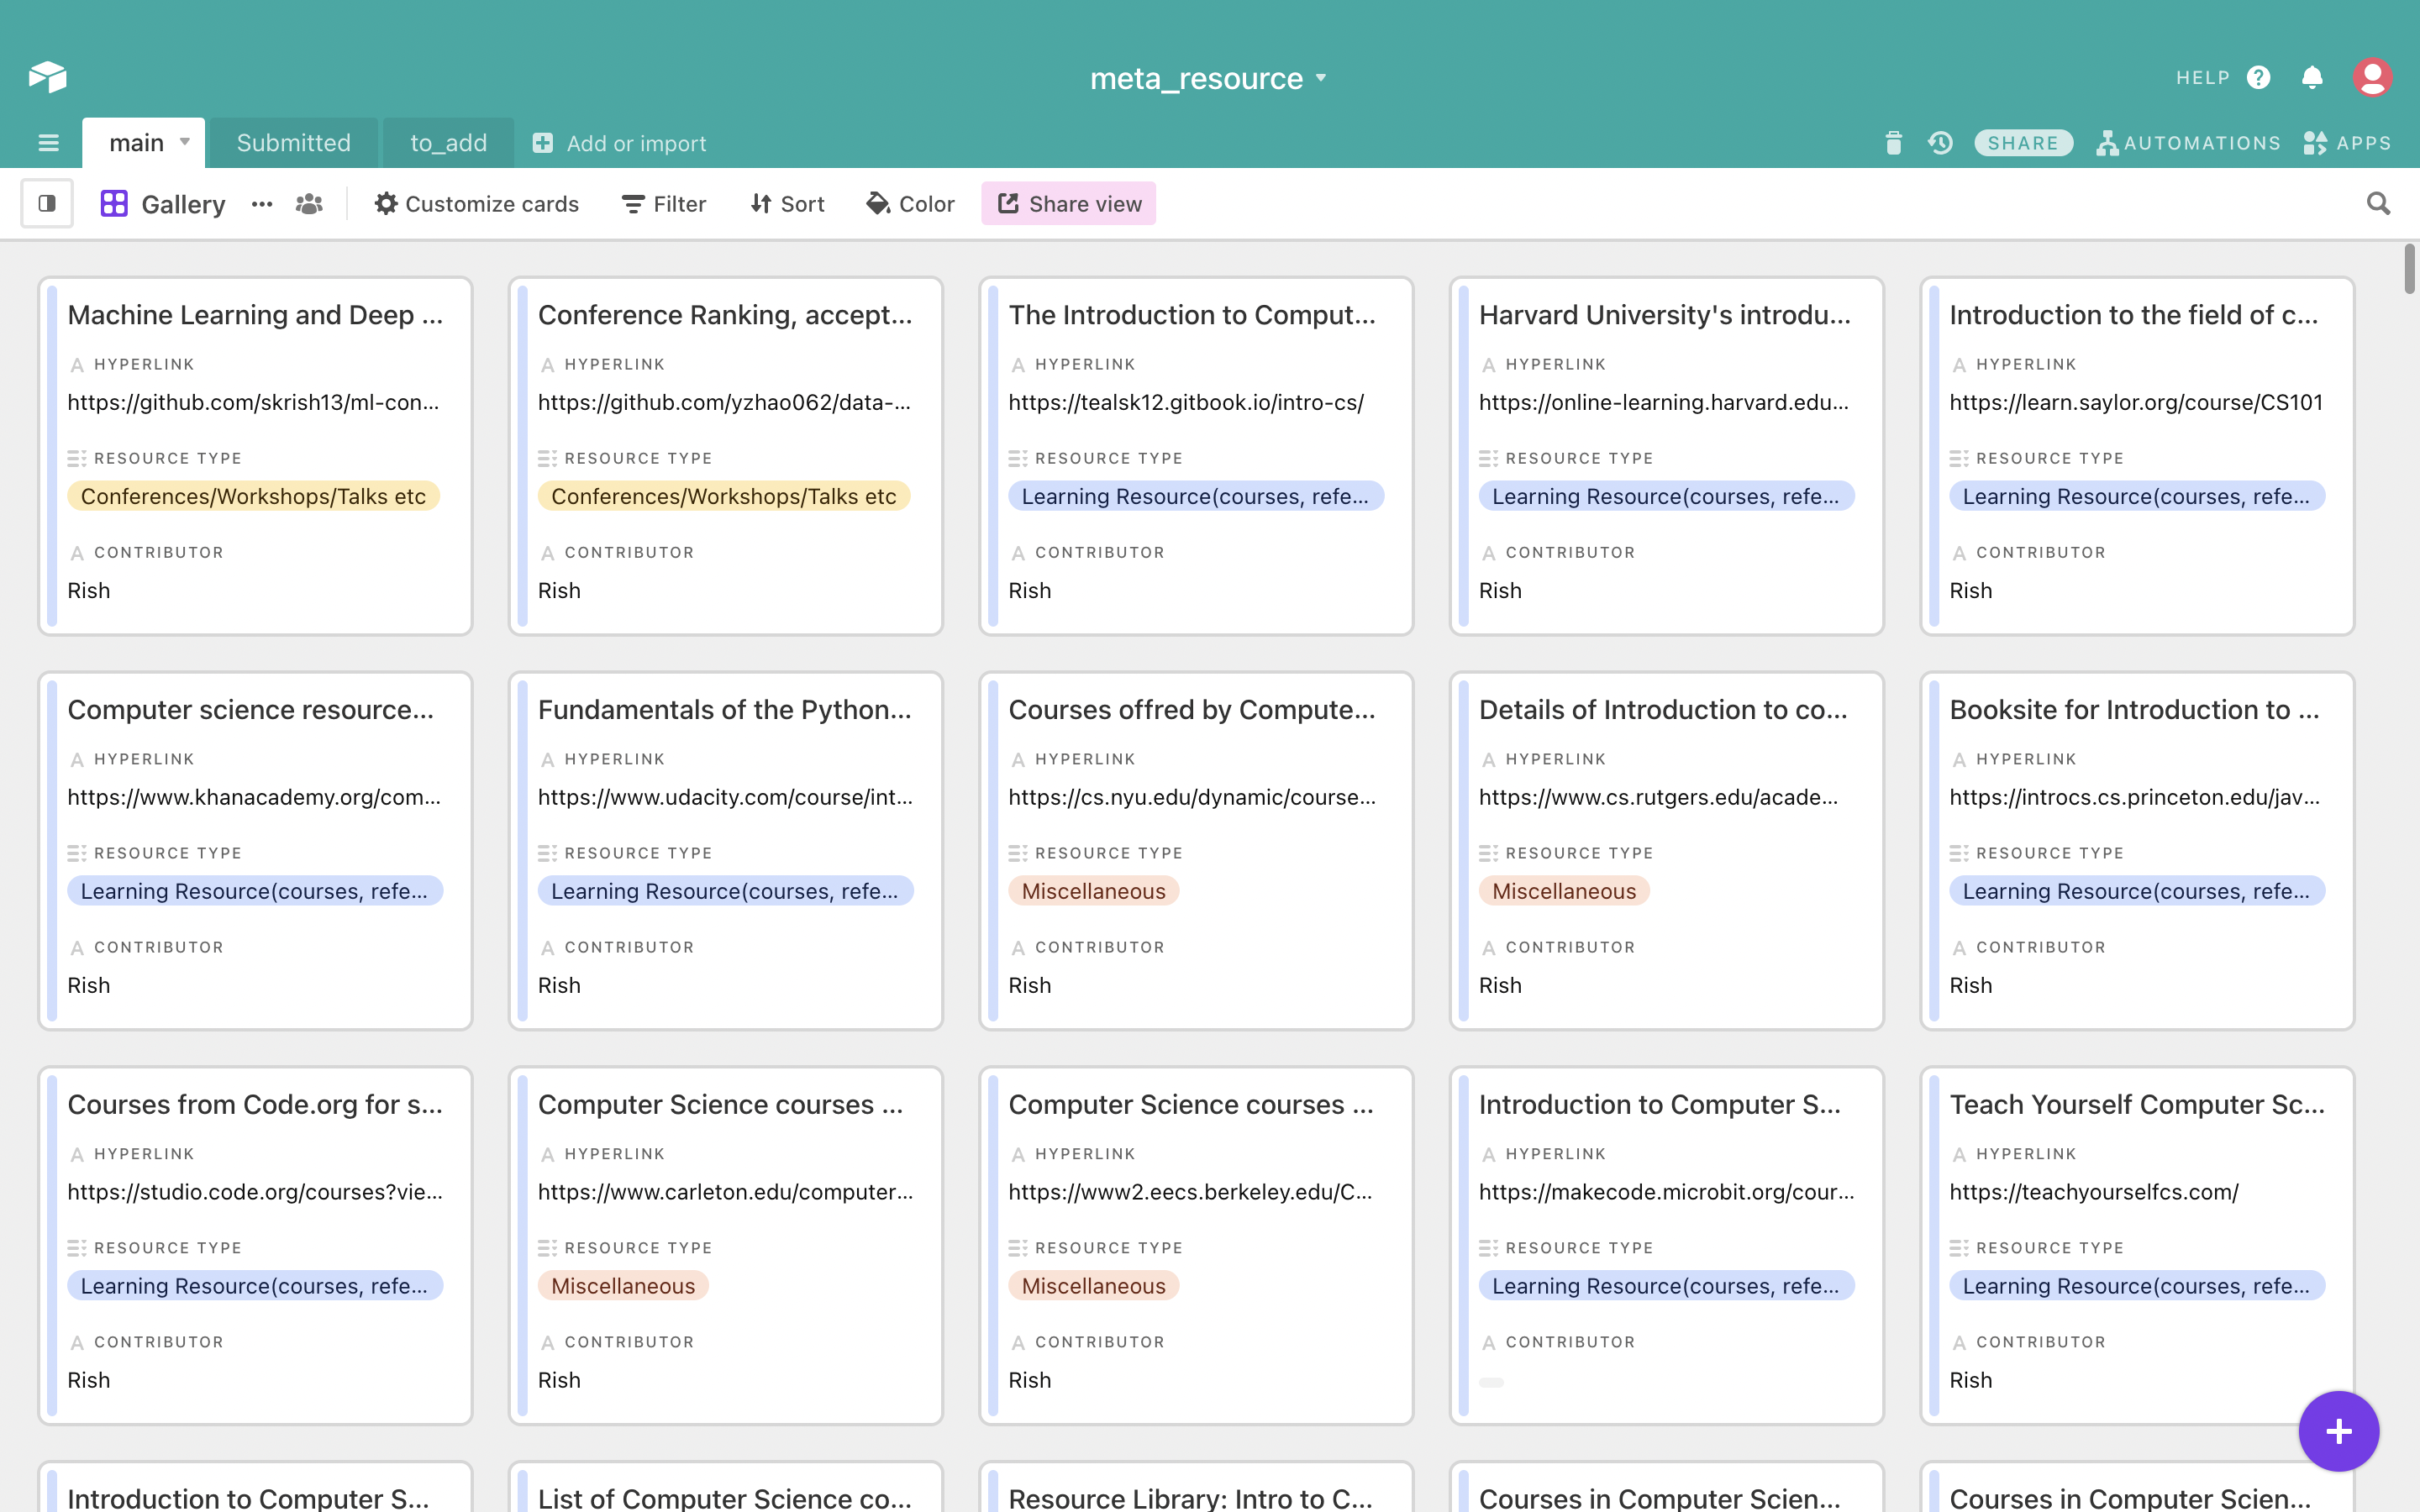 meta_resource
HELP
main
Submitted
to_add
Add or import
SHARE
AUTOMATIONS
APPS
Gallery
Customize cards
Filter
Sort
Color
Share view
Machine Learning and Deep ...
HYPERLINK
https://github.com/skrish13/ml-con...
RESOURCE TYPE
Conferences/Workshops/Talks etc
CONTRIBUTOR
Rish
Conference Ranking, accept...
HYPERLINK
https://github.com/yzhao062/data-...
RESOURCE TYPE
Conferences/Workshops/Talks etc
CONTRIBUTOR
Rish
The Introduction to Comput...
HYPERLINK
https://tealsk12.gitbook.io/intro-cs/
RESOURCE TYPE
Learning Resource(courses, refe...
CONTRIBUTOR
Rish
Harvard University's introdu...
HYPERLINK
https://online-learning.harvard.edu...
RESOURCE TYPE
Learning Resource(courses, refe...
CONTRIBUTOR
Rish
Introduction to the field of c...
HYPERLINK
https://learn.saylor.org/course/CS101
RESOURCE TYPE
Learning Resource(courses, refe...
CONTRIBUTOR
Rish
Computer science resource...
HYPERLINK
https://www.khanacademy.org/com...
RESOURCE TYPE
Learning Resource(courses, refe...
CONTRIBUTOR
Rish
Fundamentals of the Python...
HYPERLINK
https://www.udacity.com/course/int...
RESOURCE TYPE
Learning Resource(courses, refe...
CONTRIBUTOR
Rish
Courses offred by Compute...
HYPERLINK
https://cs.nyu.edu/dynamic/course...
RESOURCE TYPE
Miscellaneous
CONTRIBUTOR
Rish
Details of Introduction to co...
HYPERLINK
https://www.cs.rutgers.edu/acade...
RESOURCE TYPE
Miscellaneous
CONTRIBUTOR
Rish
Booksite for Introduction to ...
HYPERLINK
https://introcs.cs.princeton.edu/jav...
RESOURCE TYPE
Learning Resource(courses, refe...
CONTRIBUTOR
Rish
Courses from Code.org for s...
HYPERLINK
https://studio.code.org/courses?vie...
RESOURCE TYPE
Learning Resource(courses, refe...
CONTRIBUTOR
Rish
Computer Science courses ...
HYPERLINK
https://www.carleton.edu/computer...
RESOURCE TYPE
Miscellaneous
CONTRIBUTOR
Rish
Computer Science courses ...
HYPERLINK
https://www2.eecs.berkeley.edu/C...
RESOURCE TYPE
Miscellaneous
CONTRIBUTOR
Rish
Introduction to Computer S...
HYPERLINK
https://makecode.microbit.org/cour...
RESOURCE TYPE
Learning Resource(courses, refe...
CONTRIBUTOR
Teach Yourself Computer Sc...
HYPERLINK
https://teachyourselfcs.com/
RESOURCE TYPE
Learning Resource(courses, refe...
CONTRIBUTOR
Rish
Introduction to Computer S...
List of Computer Science co...
Resource Library: Intro to C...
Courses in Computer Scien...
Courses in Computer Scien...